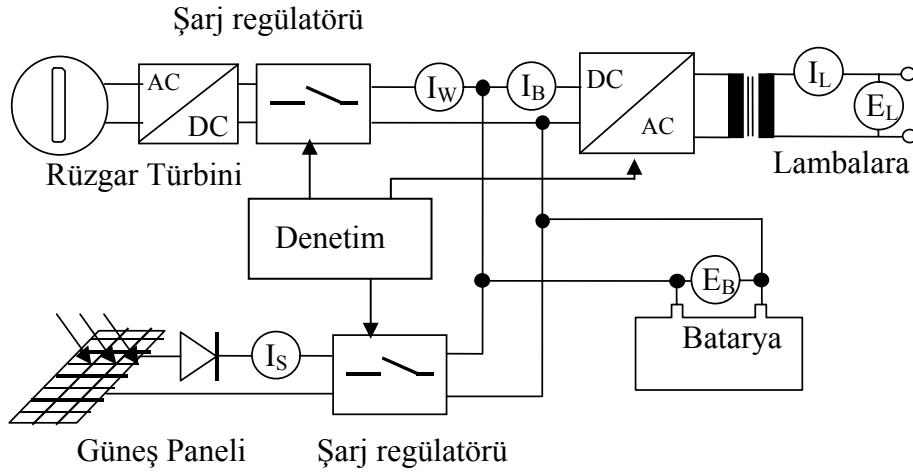 Şarj regülatörü
AC
DC
I_W
I_B
DC
AC
I_L
E_L
Rüzgar Türbini
Lambalara
Denetim
E_B
Batarya
I_S
Güneş Paneli
Şarj regülatörü